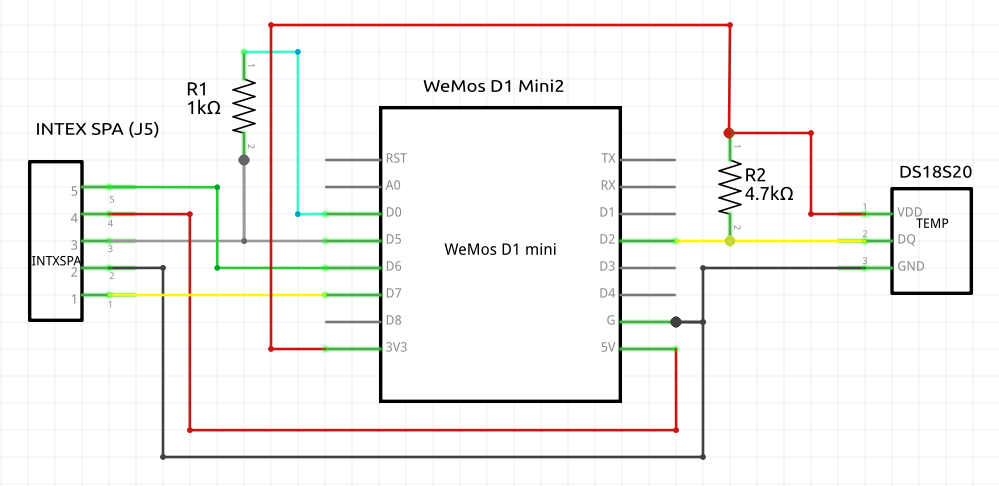 WeMos D1 Mini2
R1
1kΩ
1
2
INTEX SPA (J5)
5
4
3
2
1
5
4
3
2
1
INTXSPA
RST
A0
D0
D5
D6
D7
D8
3V3
WeMos D1 mini
TX
RX
D1
D2
D3
D4
G
5V
1
R2
4.7kΩ
2
DS18S20
1
2
3
VDD
TEMP
DQ
GND